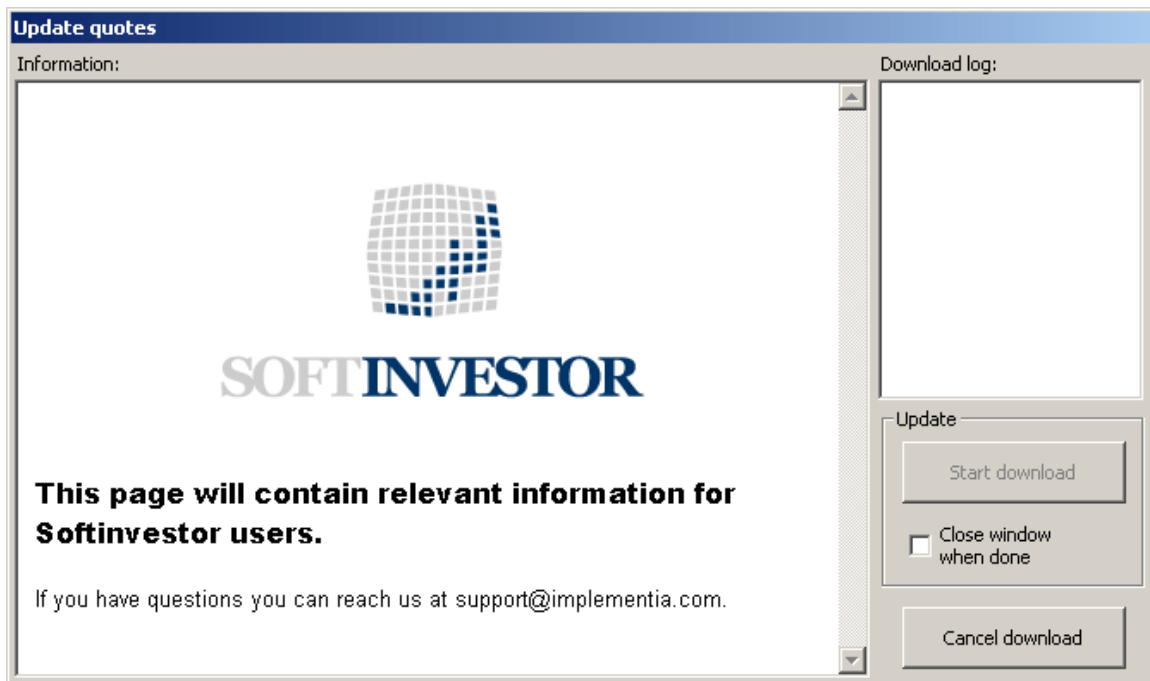 Update quotes
Information:
SOFTINVESTOR
This page will contain relevant information for
Softinvestor users.
If you have questions you can reach us at support@implementia.com.
Download log:
Update
Start download
Close window
when done
Cancel download